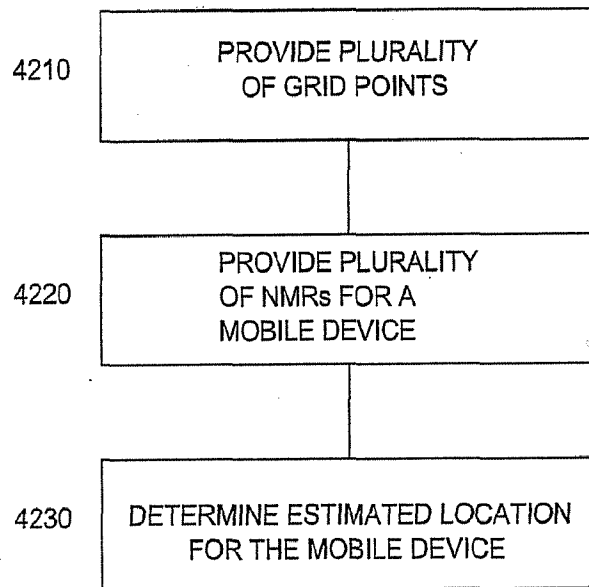 4210
PROVIDE PLURALITY
OF GRID POINTS
4220
PROVIDE PLURALITY
OF NMRs FOR A
MOBILE DEVICE
4230
DETERMINE ESTIMATED LOCATION
FOR THE MOBILE DEVICE